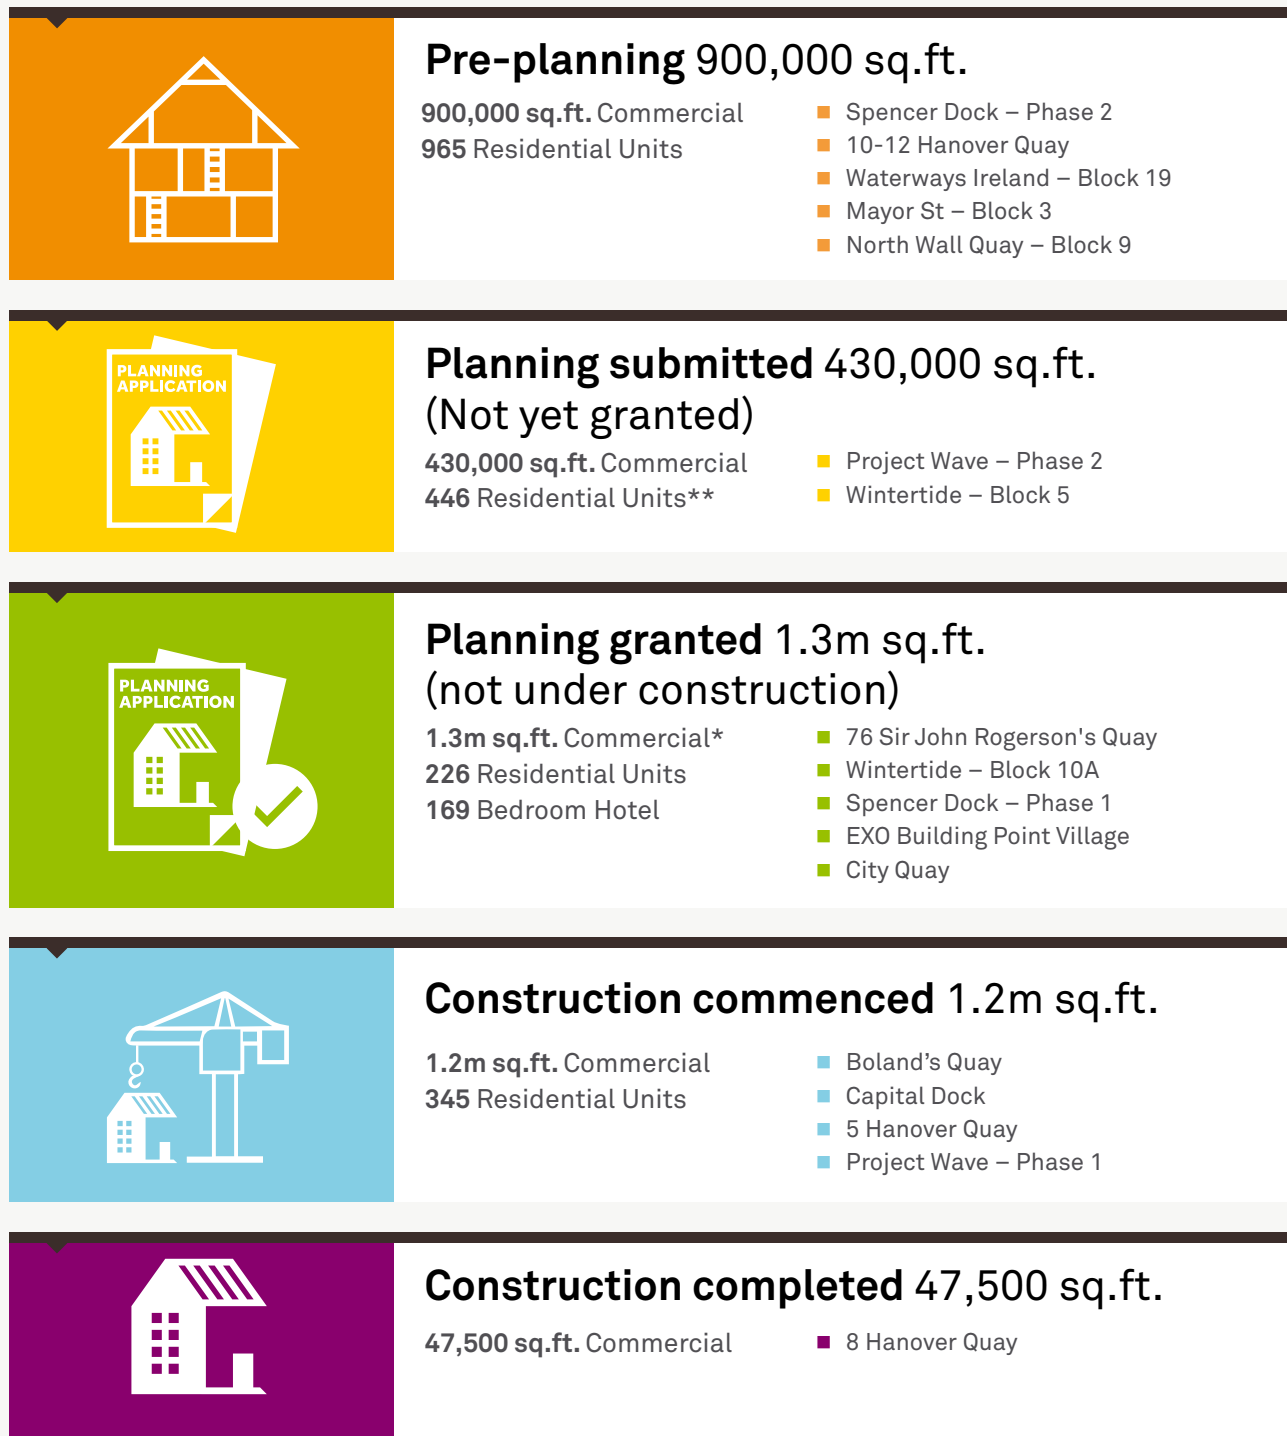 Pre-planning 900,000 sq.ft.
900,000 sq.ft. Commercial
965 Residential Units
Spencer Dock – Phase 2
10-12 Hanover Quay
Waterways Ireland – Block 19
Mayor St – Block 3
North Wall Quay – Block 9
PLANNING
APPLICATION
Planning submitted 430,000 sq.ft.
(Not yet granted)
430,000 sq.ft. Commercial
446 Residential Units**
Project Wave – Phase 2
Wintertide – Block 5
PLANNING
APPLICATION
Planning granted 1.3m sq.ft.
(not under construction)
1.3m sq.ft. Commercial*
226 Residential Units
169 Bedroom Hotel
76 Sir John Rogerson's Quay
Wintertide – Block 10A
Spencer Dock – Phase 1
EXO Building Point Village
City Quay
Construction commenced 1.2m sq.ft.
1.2m sq.ft. Commercial
345 Residential Units
Boland’s Quay
Capital Dock
5 Hanover Quay
Project Wave – Phase 1
Construction completed 47,500 sq.ft.
47,500 sq.ft. Commercial
8 Hanover Quay